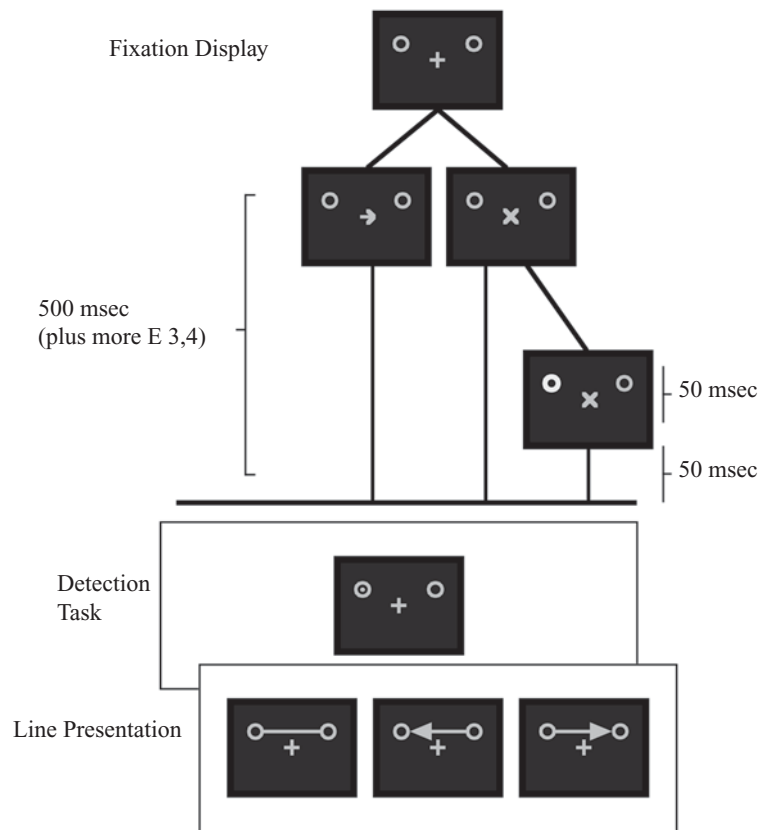 Fixation Display
500 msec
(plus more E 3,4)
50 msec
50 msec
Detection
Task
Line Presentation